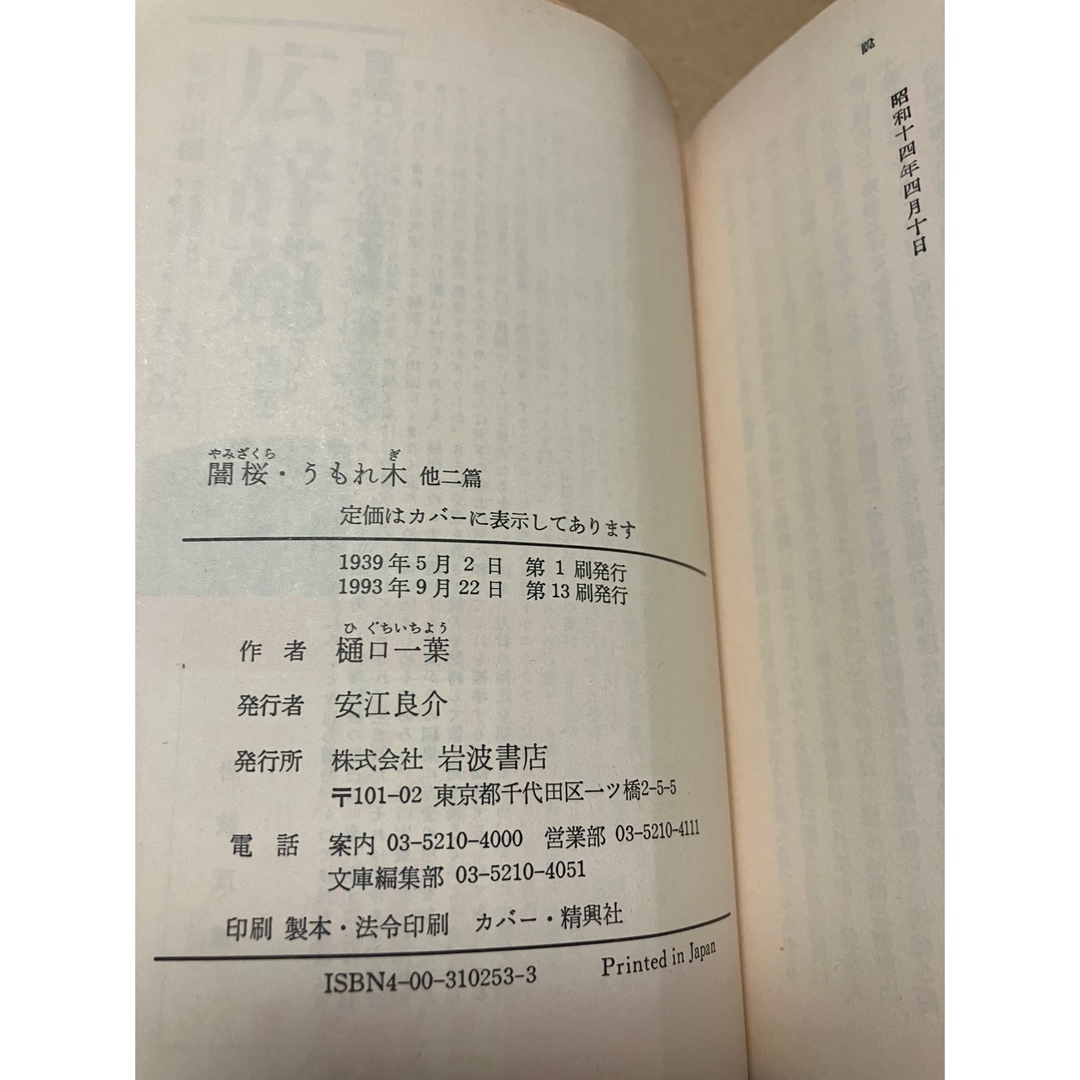 昭和十四年四月十日
やみざくら ぎ
闇桜・うもれ木 他二篇
定価はカバーに表示してあります
1939年5月2日 第1刷発行
1993年9月22日 第13刷発行
ひぐちいちよう
作者 樋口一葉
発行者 安江良介
発行所 株式会社 岩波書店
〒101-02 東京都千代田区一ツ橋2-5-5
電話 案内 03-5210-4000 営業部 03-5210-4111
文庫編集部 03-5210-4051
印刷 製本・法令印刷 カバー・精興社
ISBN4-00-310253-3 Printed in Japan